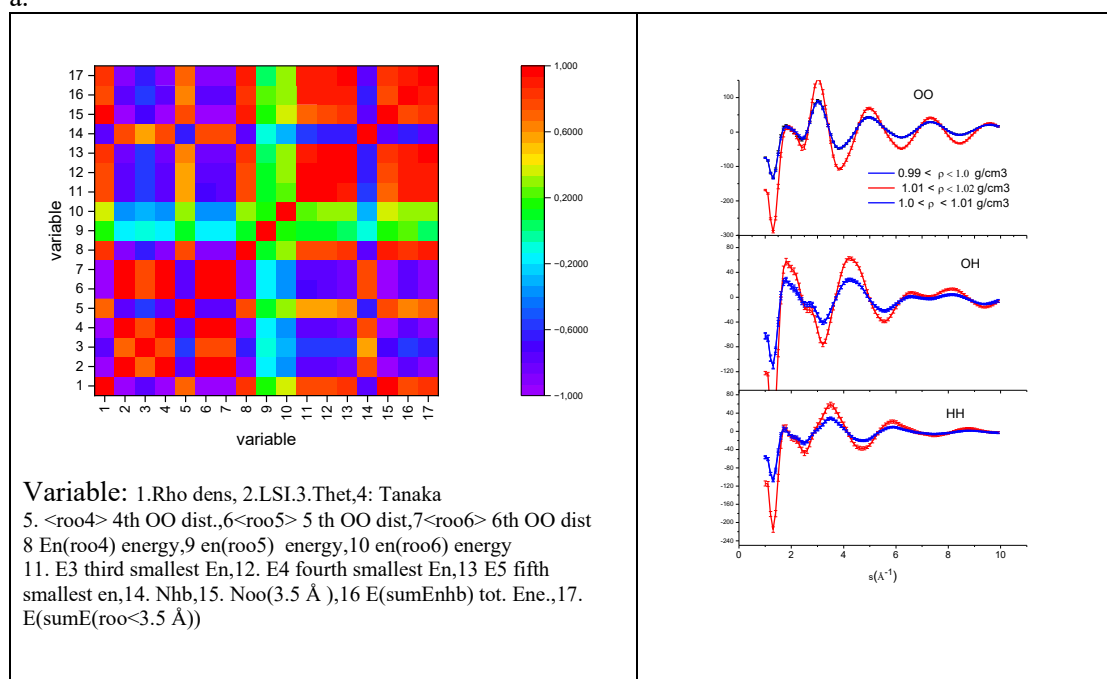 a.
17
16
15
14
13
12
11
10
9
8
7
6
5
4
3
2
1
variable
1 2 3 4 5 6 7 8 9 10 11 12 13 14 15 16 17
variable
1,000
0,6000
0,2000
−0,2000
−0,6000
−1,000
Variable: 1.Rho dens, 2.LSI.3.Thet,4: Tanaka
5. <roo4> 4th OO dist.,6<roo5> 5 th OO dist,7<roo6> 6th OO dist
8 En(roo4) energy,9 en(roo5) energy,10 en(roo6) energy
11. E3 third smallest En,12. E4 fourth smallest En,13 E5 fifth
smallest en,14. Nhb,15. Noo(3.5 Å ),16 E(sumEnhb) tot. Ene.,17.
E(sumE(roo<3.5 Å))
OO
100
0
-100
-200
-300
0.99 < ρ < 1.0 g/cm3
1.01 < ρ < 1.02 g/cm3
1.0 < ρ < 1.01 g/cm3
OH
80
40
0
-40
-80
-120
HH
80
40
0
-40
-80
-120
-160
-200
-240
0 2 4 6 8 10
s(Å⁻¹)